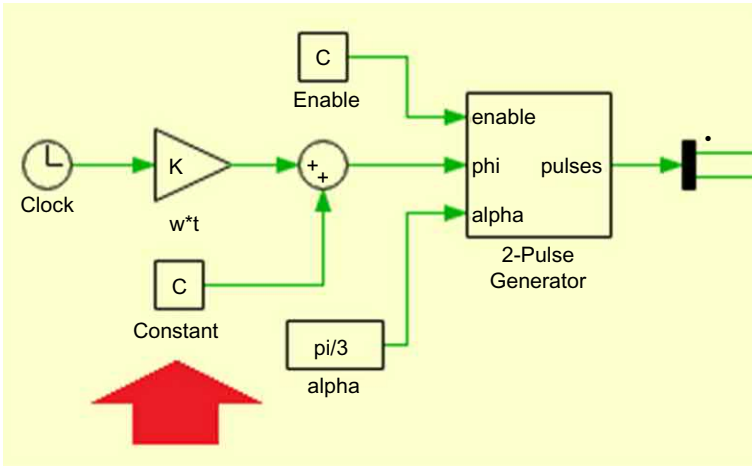 C
Enable
enable
K
+
+
phi
pulses
Clock
w*t
alpha
C
2-Pulse
Generator
Constant
pi/3
alpha